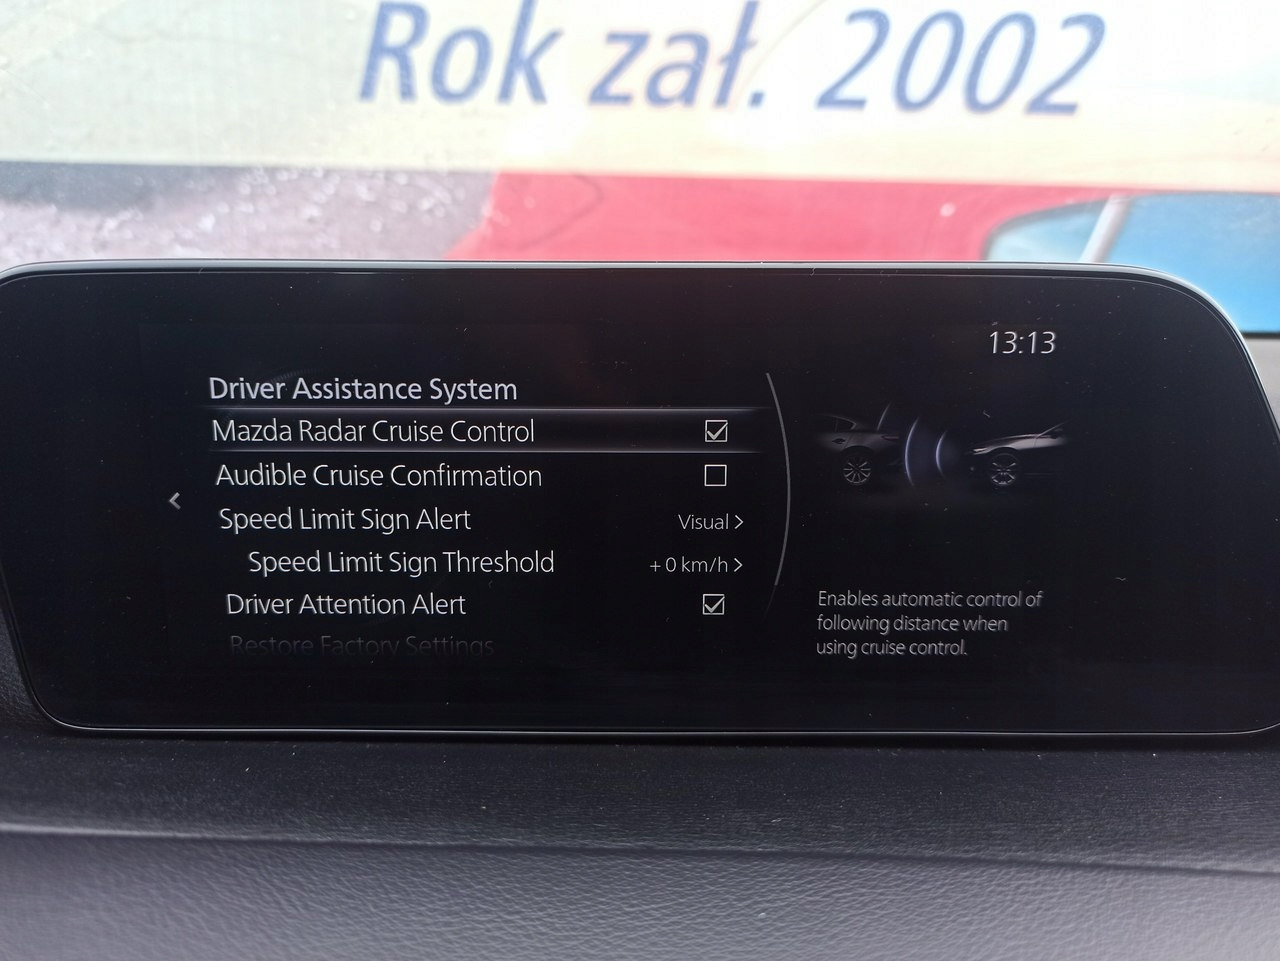 Rok zał. 2002
13:13
Driver Assistance System
Mazda Radar Cruise Control
Audible Cruise Confirmation
Speed Limit Sign Alert Visual >
Speed Limit Sign Threshold + 0 km/h >
Driver Attention Alert
Restore Factory Settings
Enables automatic control of
following distance when
using cruise control.